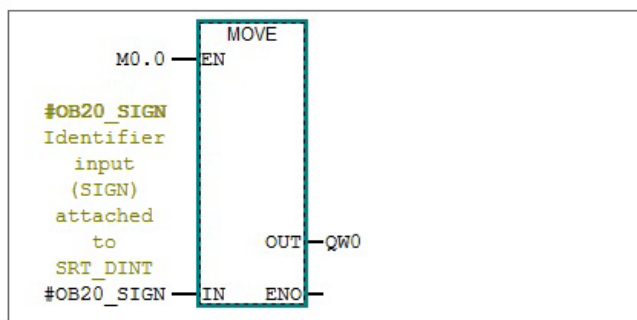 MOVE
M0.0 EN
#OB20_SIGN
Identifier
input
(SIGN)
attached
to
OUT QW0
SRT_DINT
#OB20_SIGN IN ENO